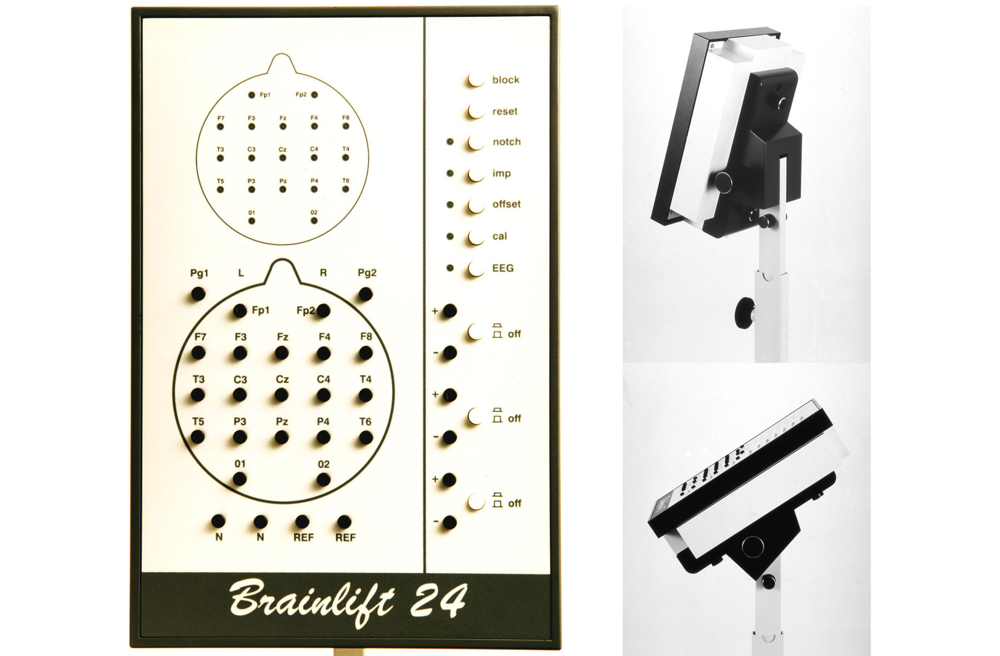 Fp1 Fp2
F7 F3 Fz F4 F8
T3 C3 Cz C4 T4
T5 P3 Pz P4 T6
01 02
Pg1 L R Pg2
Fp1 Fp2
F7 F3 Fz F4 F8
T3 C3 Cz C4 T4
T5 P3 Pz P4 T6
01 02
N N REF REF
block
reset
notch
imp
offset
cal
EEG
+
off
-
+
off
-
+
off
-
Brainlift 24